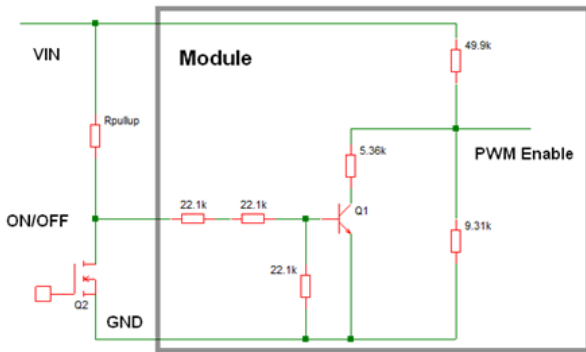 VIN
Module
49.9k
Rpullup
5.36k
PWM Enable
ON/OFF
22.1k 22.1k
Q1
9.31k
22.1k
Q2
GND